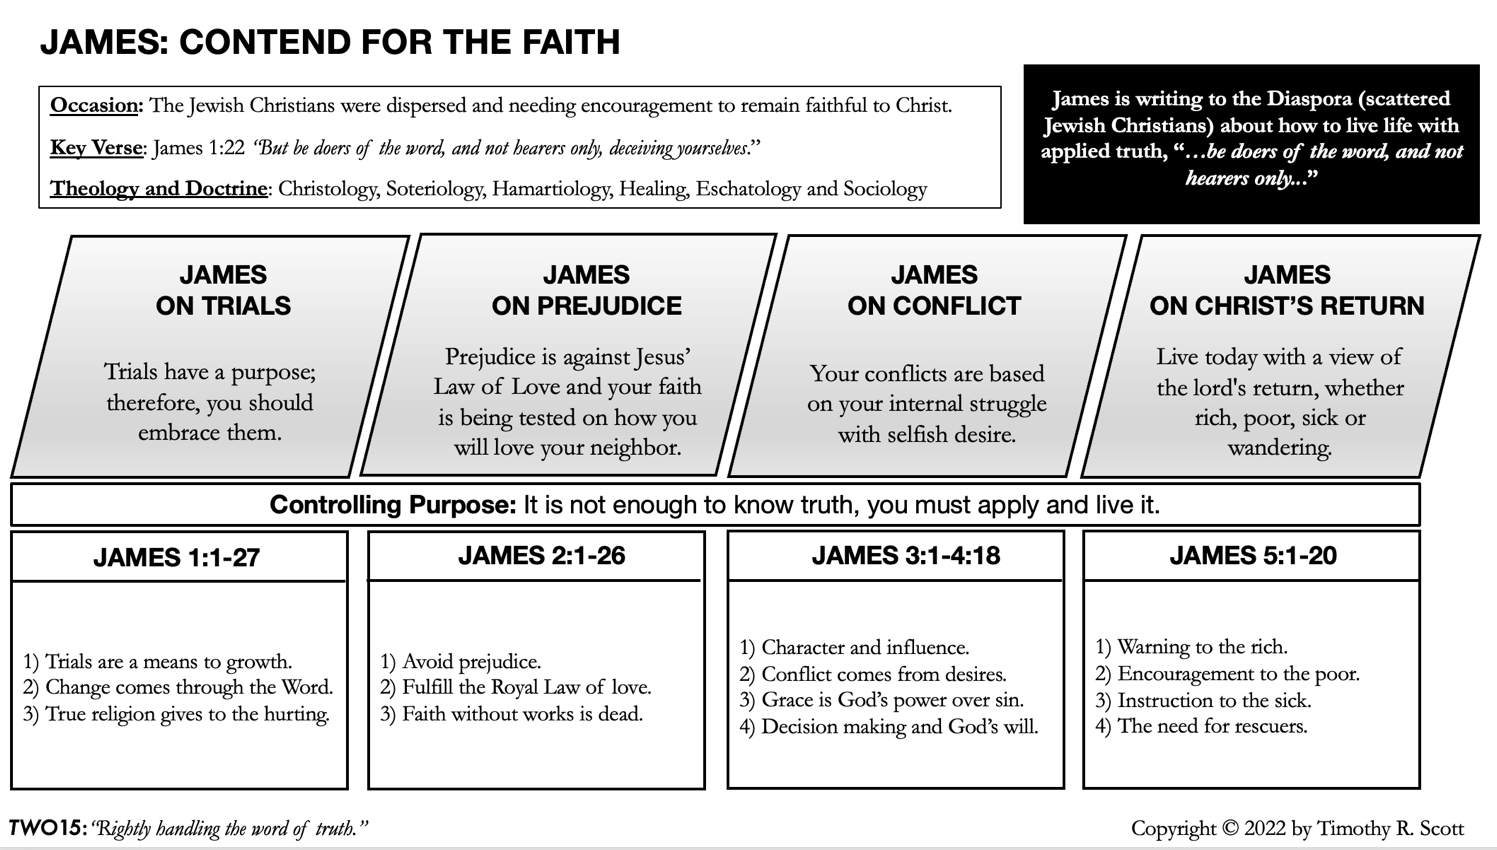 JAMES: CONTEND FOR THE FAITH
Occasion: The Jewish Christians were dispersed and needing encouragement to remain faithful to Christ.
Key Verse: James 1:22 “But be doers of the word, and not hearers only, deceiving yourselves.”
Theology and Doctrine: Christology, Soteriology, Hamartiology, Healing, Eschatology and Sociology
James is writing to the Diaspora (scattered
Jewish Christians) about how to live life with
applied truth, “…be doers of the word, and not
hearers only...”
JAMES
ON TRIALS
Trials have a purpose;
therefore, you should
embrace them.
JAMES
ON PREJUDICE
Prejudice is against Jesus’
Law of Love and your faith
is being tested on how you
will love your neighbor.
JAMES
ON CONFLICT
Your conflicts are based
on your internal struggle
with selfish desire.
JAMES
ON CHRIST’S RETURN
Live today with a view of
the lord's return, whether
rich, poor, sick or
wandering.
Controlling Purpose: It is not enough to know truth, you must apply and live it.
JAMES 1:1-27
1) Trials are a means to growth.
2) Change comes through the Word.
3) True religion gives to the hurting.
JAMES 2:1-26
1) Avoid prejudice.
2) Fulfill the Royal Law of love.
3) Faith without works is dead.
JAMES 3:1-4:18
1) Character and influence.
2) Conflict comes from desires.
3) Grace is God’s power over sin.
4) Decision making and God’s will.
JAMES 5:1-20
1) Warning to the rich.
2) Encouragement to the poor.
3) Instruction to the sick.
4) The need for rescuers.
TWO15: “Rightly handling the word of truth.”
Copyright © 2022 by Timothy R. Scott